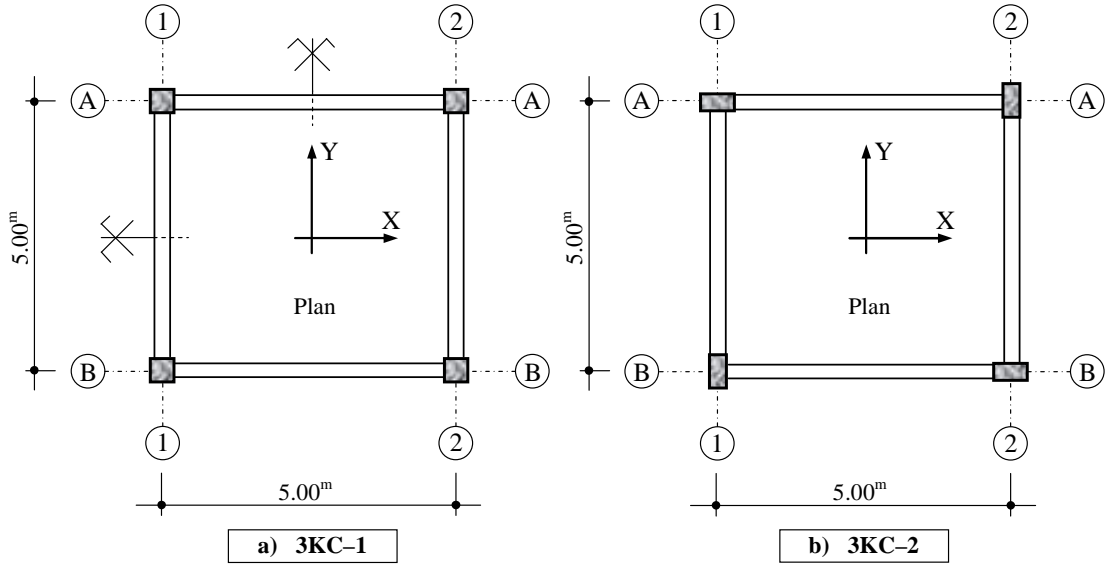 1 2 1 2
A A A A
Y Y
5.00m X 5.00m X
Plan Plan
B B B B
1 2 1 2
5.00m 5.00m
a) 3KC–1 b) 3KC–2